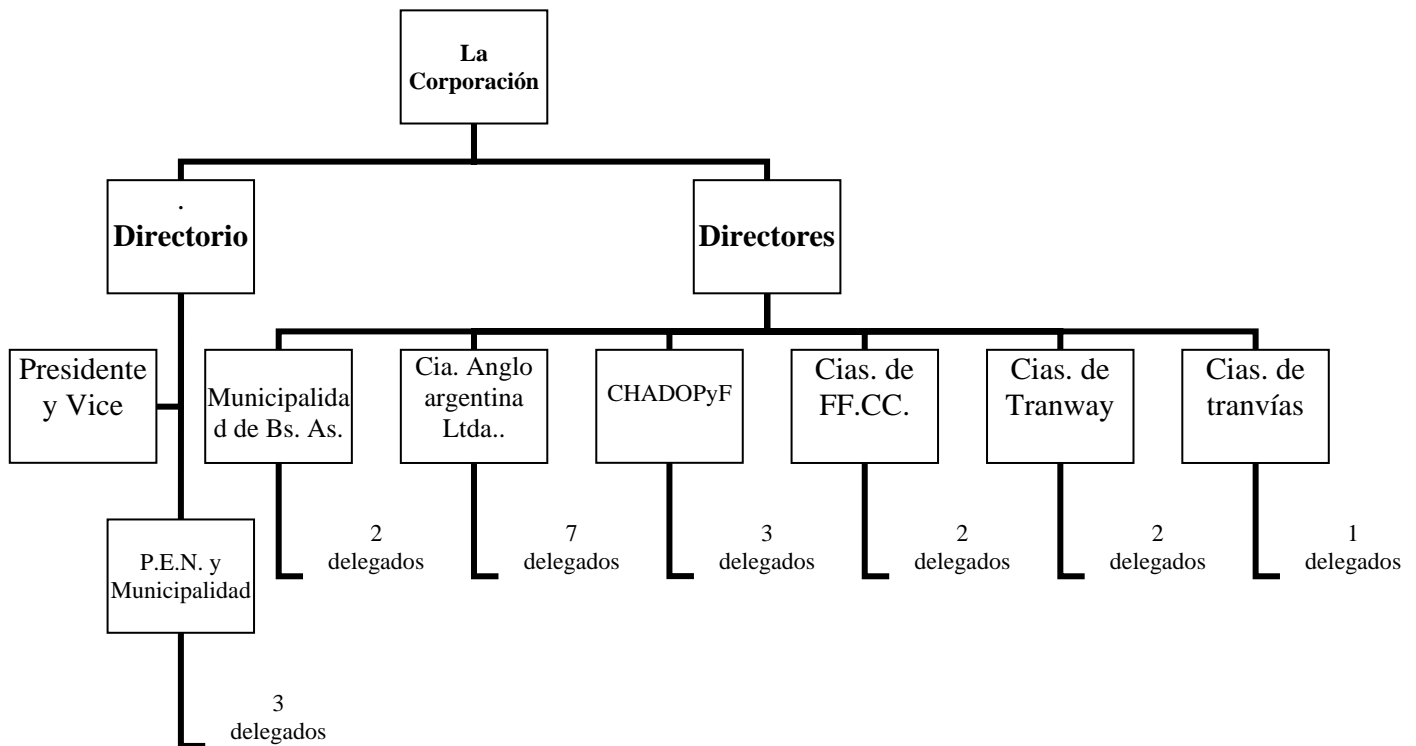 La
Corporación
.
Directorio
Directores
Presidente
y Vice
Municipalida
d de Bs. As.
Cia. Anglo
argentina
Ltda..
CHADOPyF
Cias. de
FF.CC.
Cias. de
Tranway
Cias. de
tranvías
P.E.N. y
Municipalidad
2
delegados
7
delegados
3
delegados
2
delegados
2
delegados
1
delegados
3
delegados